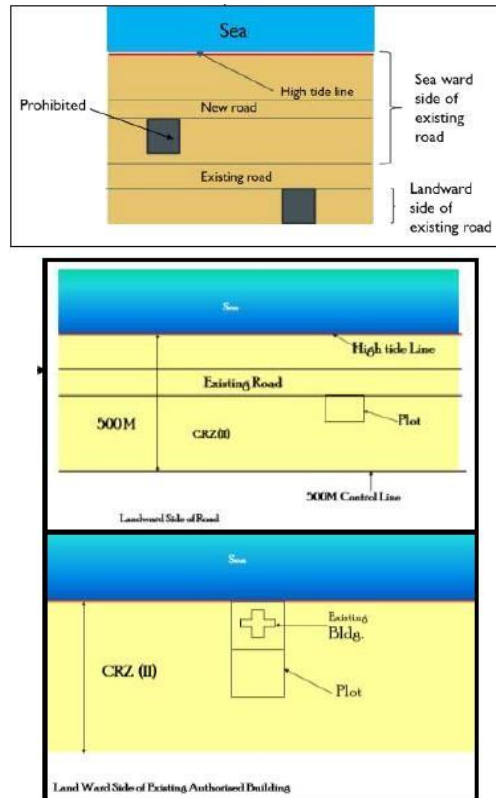 Sea
High tide line
New road
Prohibited
Existing road
Sea ward
side of
existing
road
Landward
side of
existing road
Sea
High tide Line
Existing Road
500M
CRZ(II)
Plot
500M Control Line
Landward Side of Road
Sea
Existing
Bldg.
CRZ (II)
Plot
Land Ward Side of Existing Authorised Building